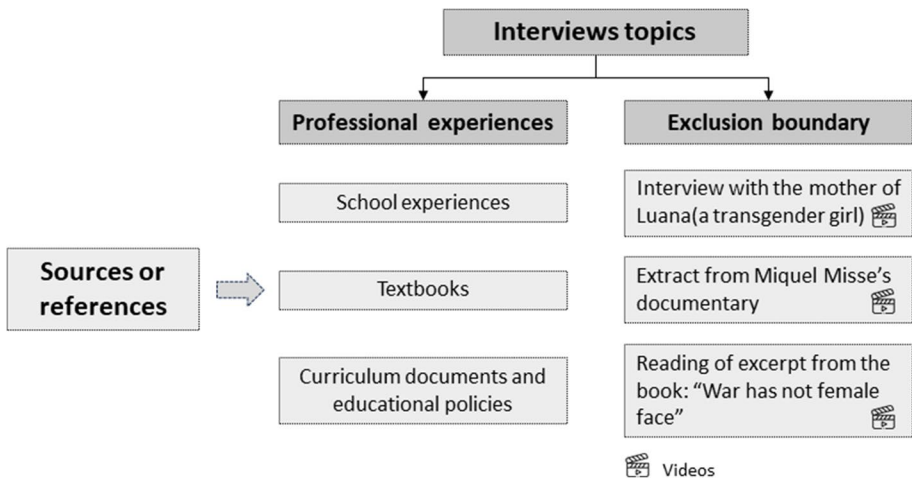 Interviews topics
Professional experiences
Exclusion boundary
School experiences
Interview with the mother of
Luana(a transgender girl)
Sources or
references
Textbooks
Extract from Miquel Misse's
documentary
Curriculum documents and
educational policies
Reading of excerpt from the
book: “War has not female
face”
Videos